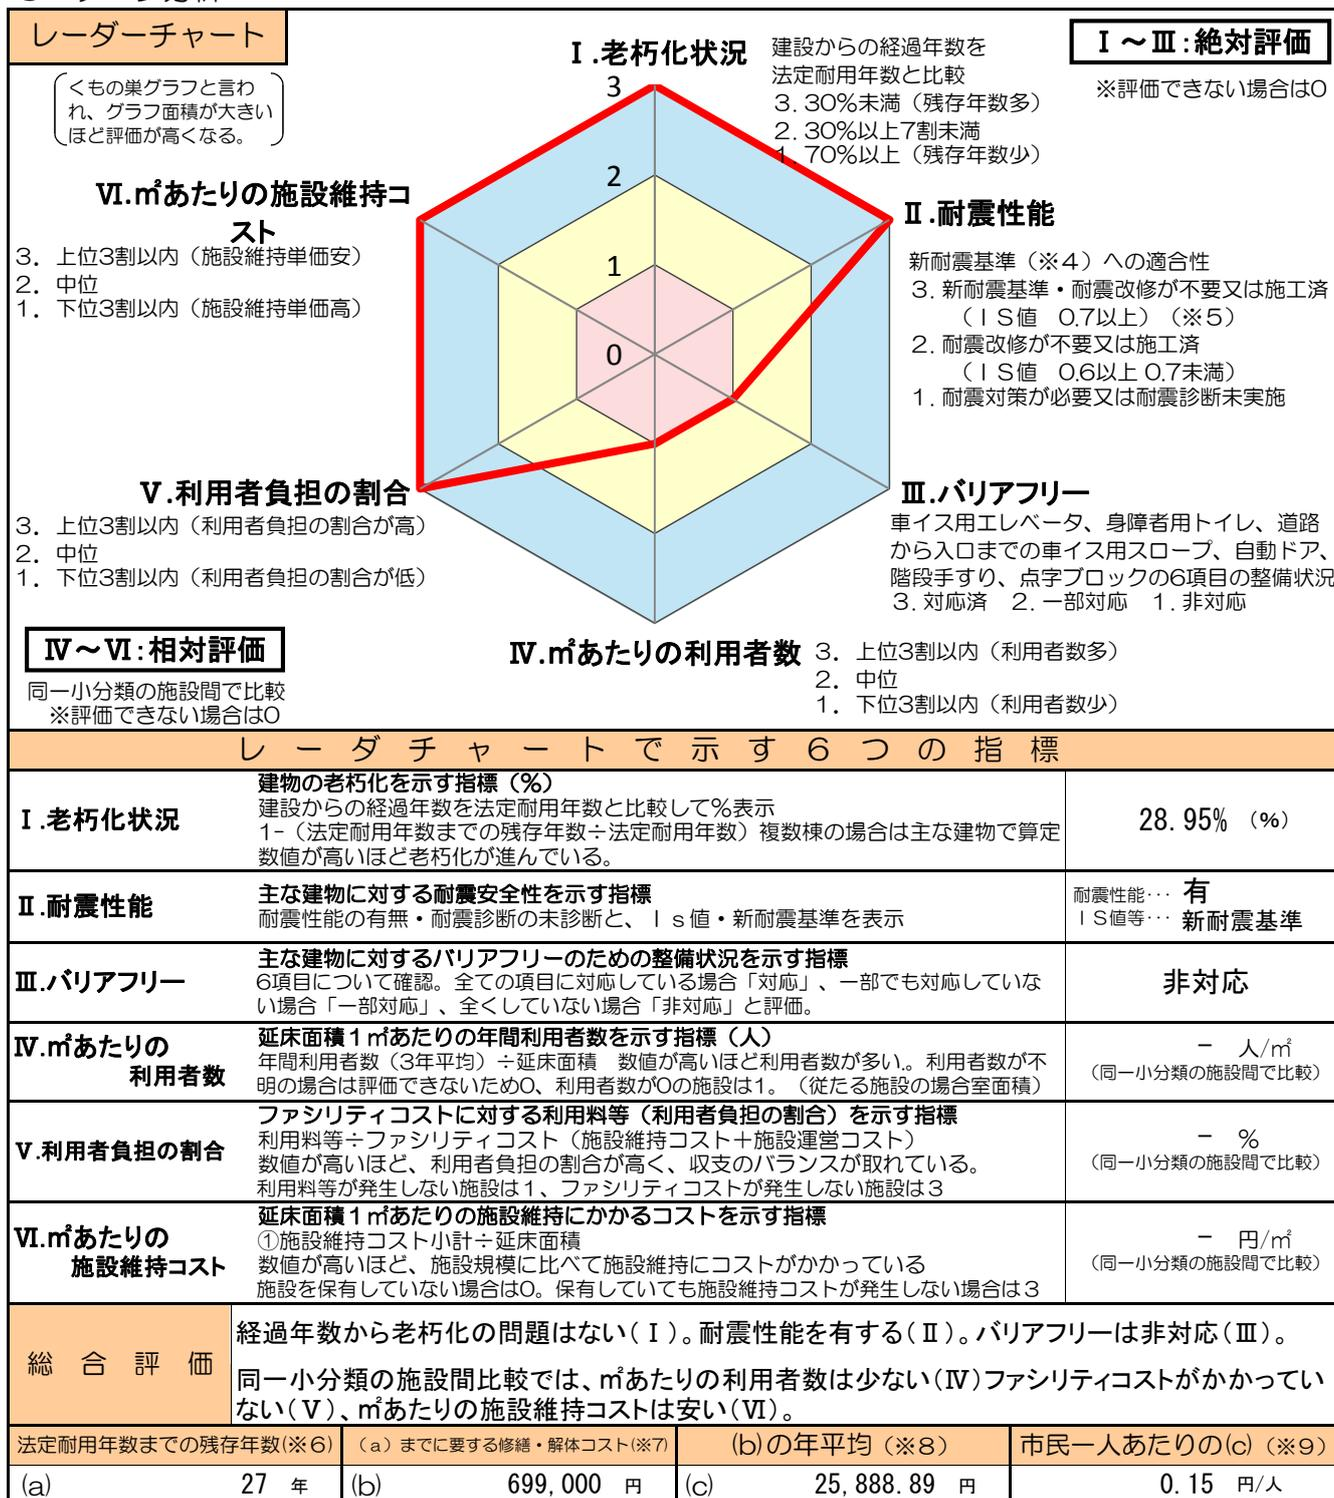 レーダーチャート
くもの巣グラフと言わ
れ、グラフ面積が大きい
ほど評価が高くなる。
Ⅰ.老朽化状況
建設からの経過年数を
法定耐用年数と比較
3. 30%未満（残存年数多）
2. 30%以上7割未満
1. 70%以上（残存年数少）
Ⅰ～Ⅲ:絶対評価
※評価できない場合は0
3
2
1
0
Ⅵ.㎡あたりの施設維持コ
スト
3. 上位3割以内（施設維持単価安）
2. 中位
1. 下位3割以内（施設維持単価高）
Ⅱ.耐震性能
新耐震基準（※4）への適合性
3. 新耐震基準・耐震改修が不要又は施工済
（ＩＳ値　0.7以上）（※5）
2. 耐震改修が不要又は施工済
（ＩＳ値　0.6以上 0.7未満）
1. 耐震対策が必要又は耐震診断未実施
Ⅴ.利用者負担の割合
3. 上位3割以内（利用者負担の割合が高）
2. 中位
1. 下位3割以内（利用者負担の割合が低）
Ⅲ.バリアフリー
車イス用エレベータ、身障者用トイレ、道路
から入口までの車イス用スロープ、自動ドア、
階段手すり、点字ブロックの6項目の整備状況
3. 対応済　2. 一部対応　1. 非対応
Ⅳ～Ⅵ:相対評価
同一小分類の施設間で比較
※評価できない場合は0
Ⅳ.㎡あたりの利用者数
3. 上位3割以内（利用者数多）
2. 中位
1. 下位3割以内（利用者数少）
レーダチャートで示す６つの指標
Ⅰ.老朽化状況
建物の老朽化を示す指標（%）
建設からの経過年数を法定耐用年数と比較して%表示
1-（法定耐用年数までの残存年数÷法定耐用年数）複数棟の場合は主な建物で算定
数値が高いほど老朽化が進んでいる。
28.95% （%）
Ⅱ.耐震性能
主な建物に対する耐震安全性を示す指標
耐震性能の有無・耐震診断の未診断と、Ｉｓ値・新耐震基準を表示
耐震性能･･･ 有
ＩＳ値等･･･ 新耐震基準
Ⅲ.バリアフリー
主な建物に対するバリアフリーのための整備状況を示す指標
6項目について確認。全ての項目に対応している場合「対応」、一部でも対応していな
い場合「一部対応」、全くしていない場合「非対応」と評価。
非対応
Ⅳ.㎡あたりの
利用者数
延床面積１㎡あたりの年間利用者数を示す指標（人）
年間利用者数（3年平均）÷延床面積　数値が高いほど利用者数が多い。利用者数が不
明の場合は評価できないため0、利用者数が0の施設は1。（従たる施設の場合室面積）
－ 人/㎡
（同一小分類の施設間で比較）
Ⅴ.利用者負担の割合
ファシリティコストに対する利用料等（利用者負担の割合）を示す指標
利用料等÷ファシリティコスト（施設維持コスト＋施設運営コスト）
数値が高いほど、利用者負担の割合が高く、収支のバランスが取れている。
利用料等が発生しない施設は１、ファシリティコストが発生しない施設は３
－ %
（同一小分類の施設間で比較）
Ⅵ.㎡あたりの
施設維持コスト
延床面積１㎡あたりの施設維持にかかるコストを示す指標
①施設維持コスト小計÷延床面積
数値が高いほど、施設規模に比べて施設維持にコストがかかっている
施設を保有していない場合は0。保有していても施設維持コストが発生しない場合は３
－ 円/㎡
（同一小分類の施設間で比較）
総合評価
経過年数から老朽化の問題はない(Ⅰ)。耐震性能を有する(Ⅱ)。バリアフリーは非対応(Ⅲ)。
同一小分類の施設間比較では、㎡あたりの利用者数は少ない(Ⅳ)ファシリティコストがかかってい
ない(Ⅴ)、㎡あたりの施設維持コストは安い(Ⅵ)。
法定耐用年数までの残存年数(※6)
（a）までに要する修繕・解体コスト(※7)
(b)の年平均（※8）
市民一人あたりの(c)（※9）
(a) 27 年
(b) 699,000 円
(c) 25,888.89 円
0.15 円/人